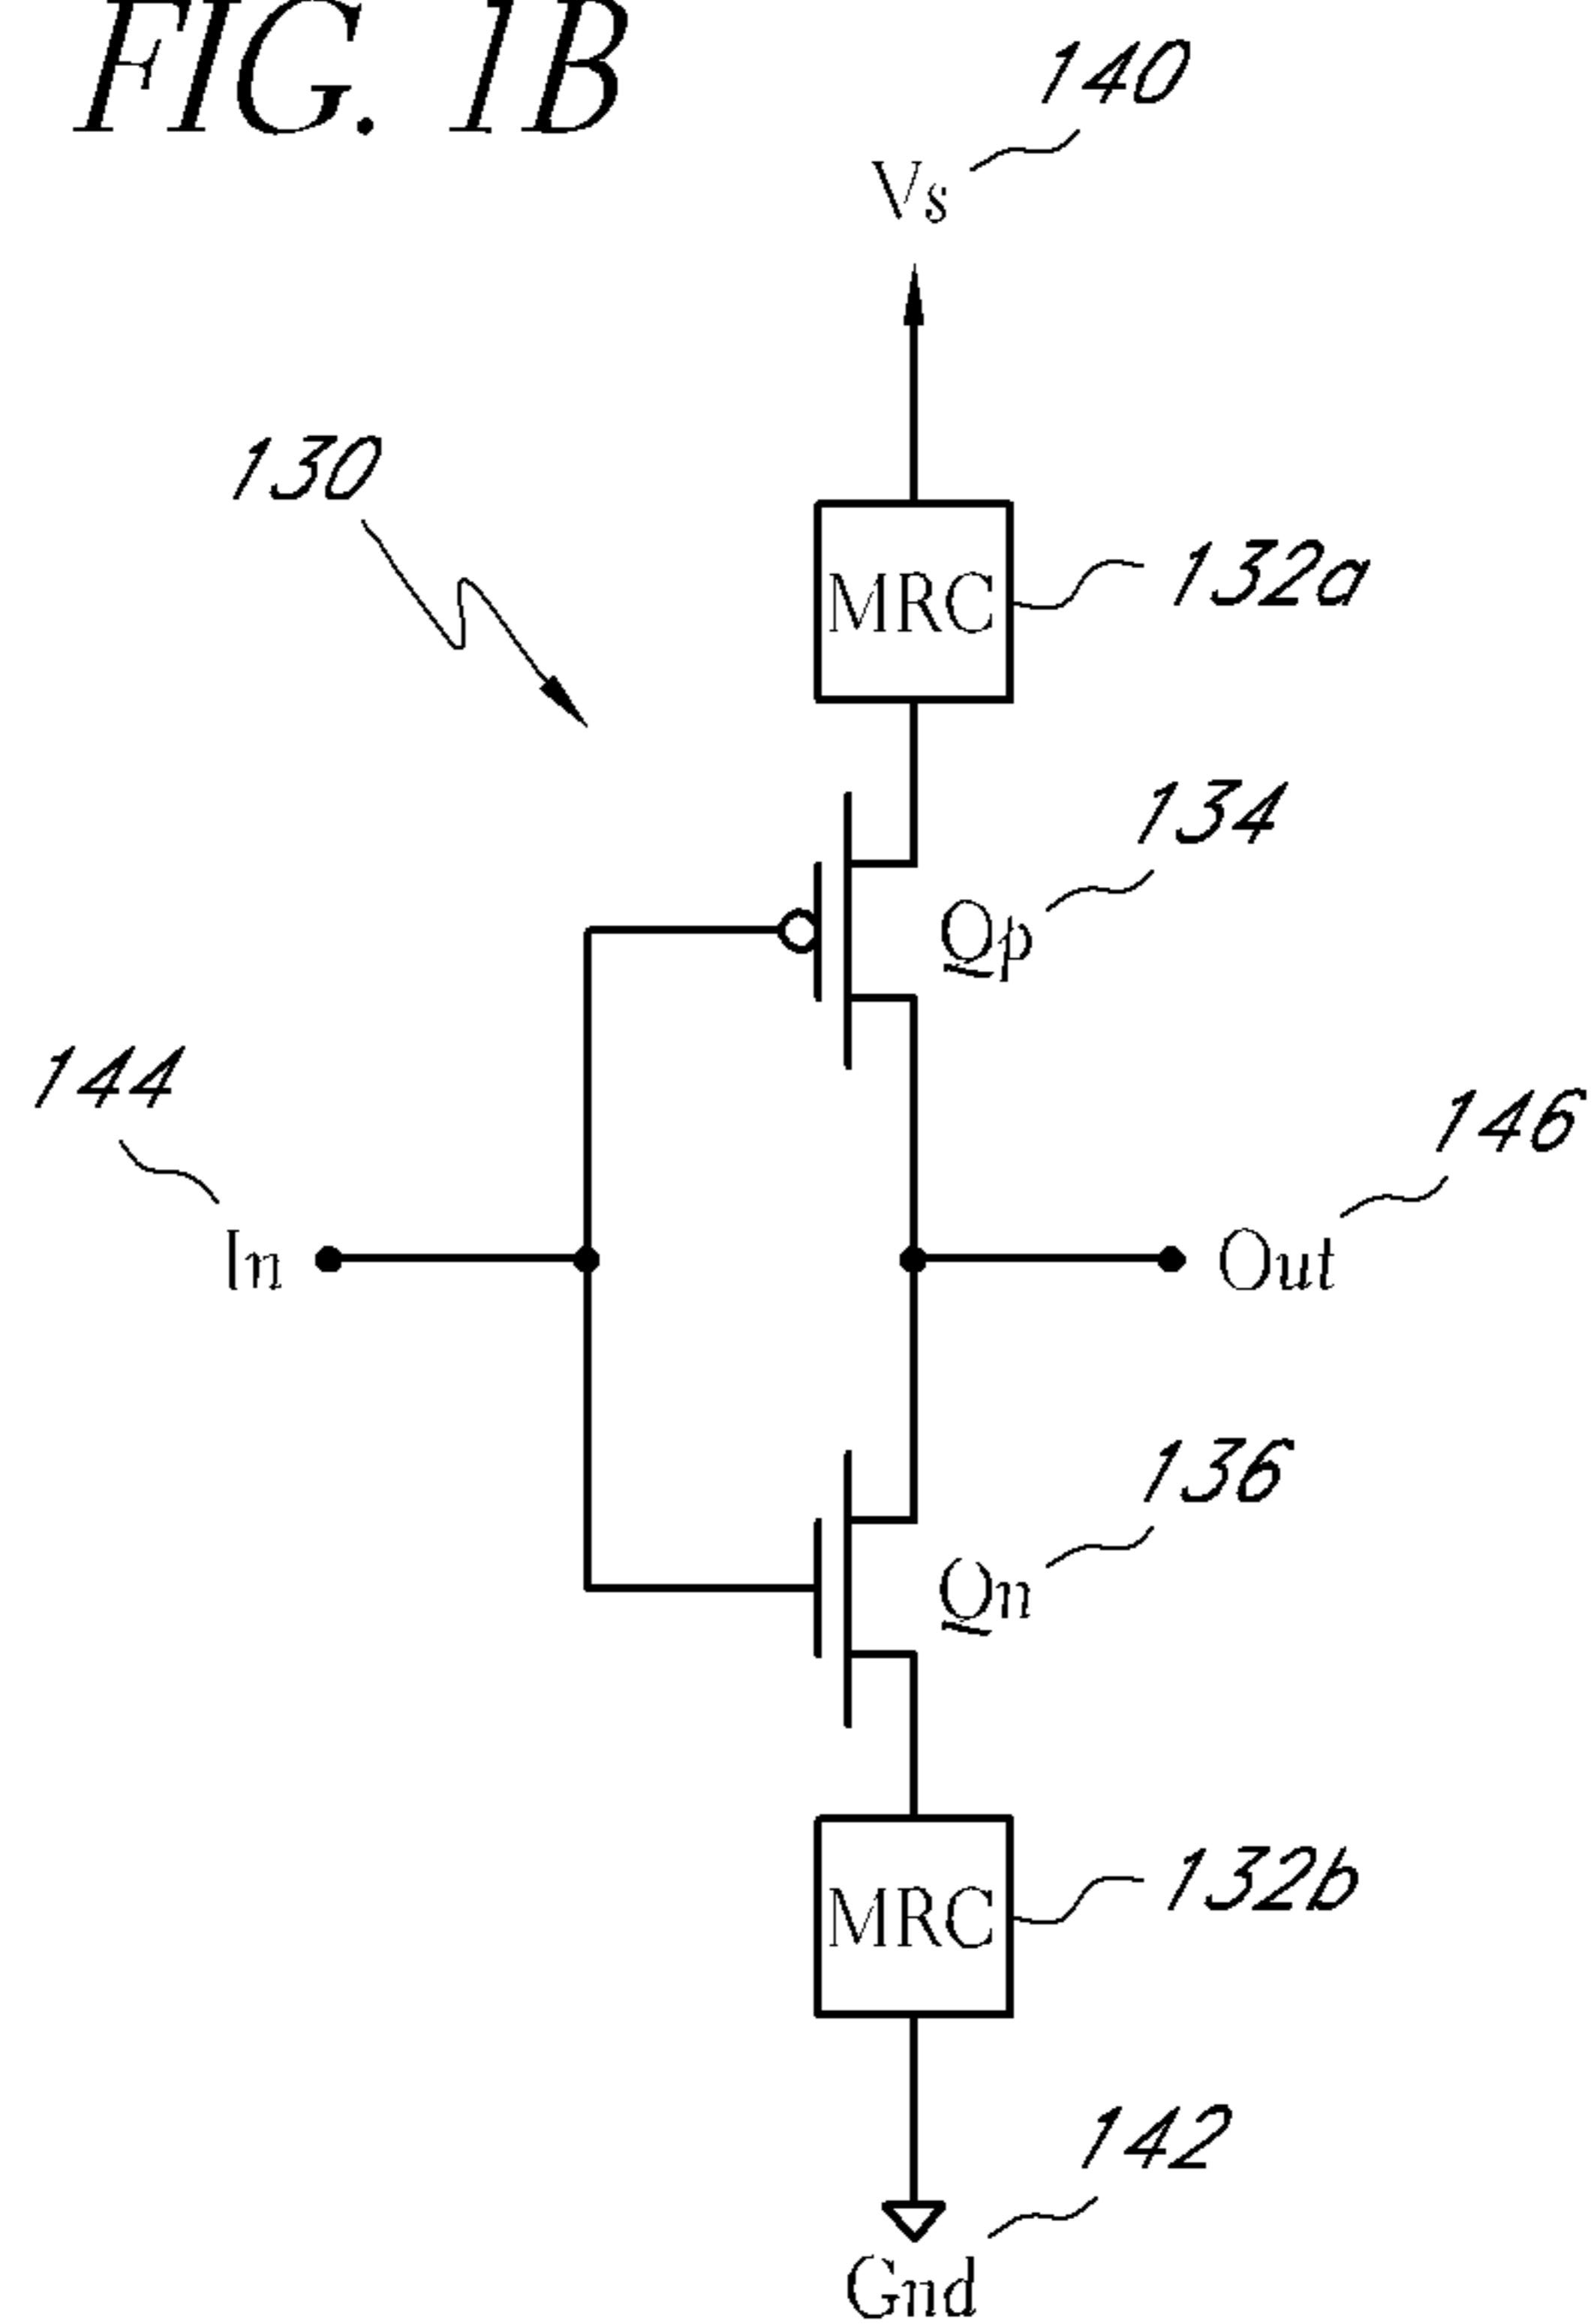 FIG. 1B
140
Vs
130
MRC
132a
134
Qp
144
146
In
Out
136
Qn
MRC
132b
142
Gnd